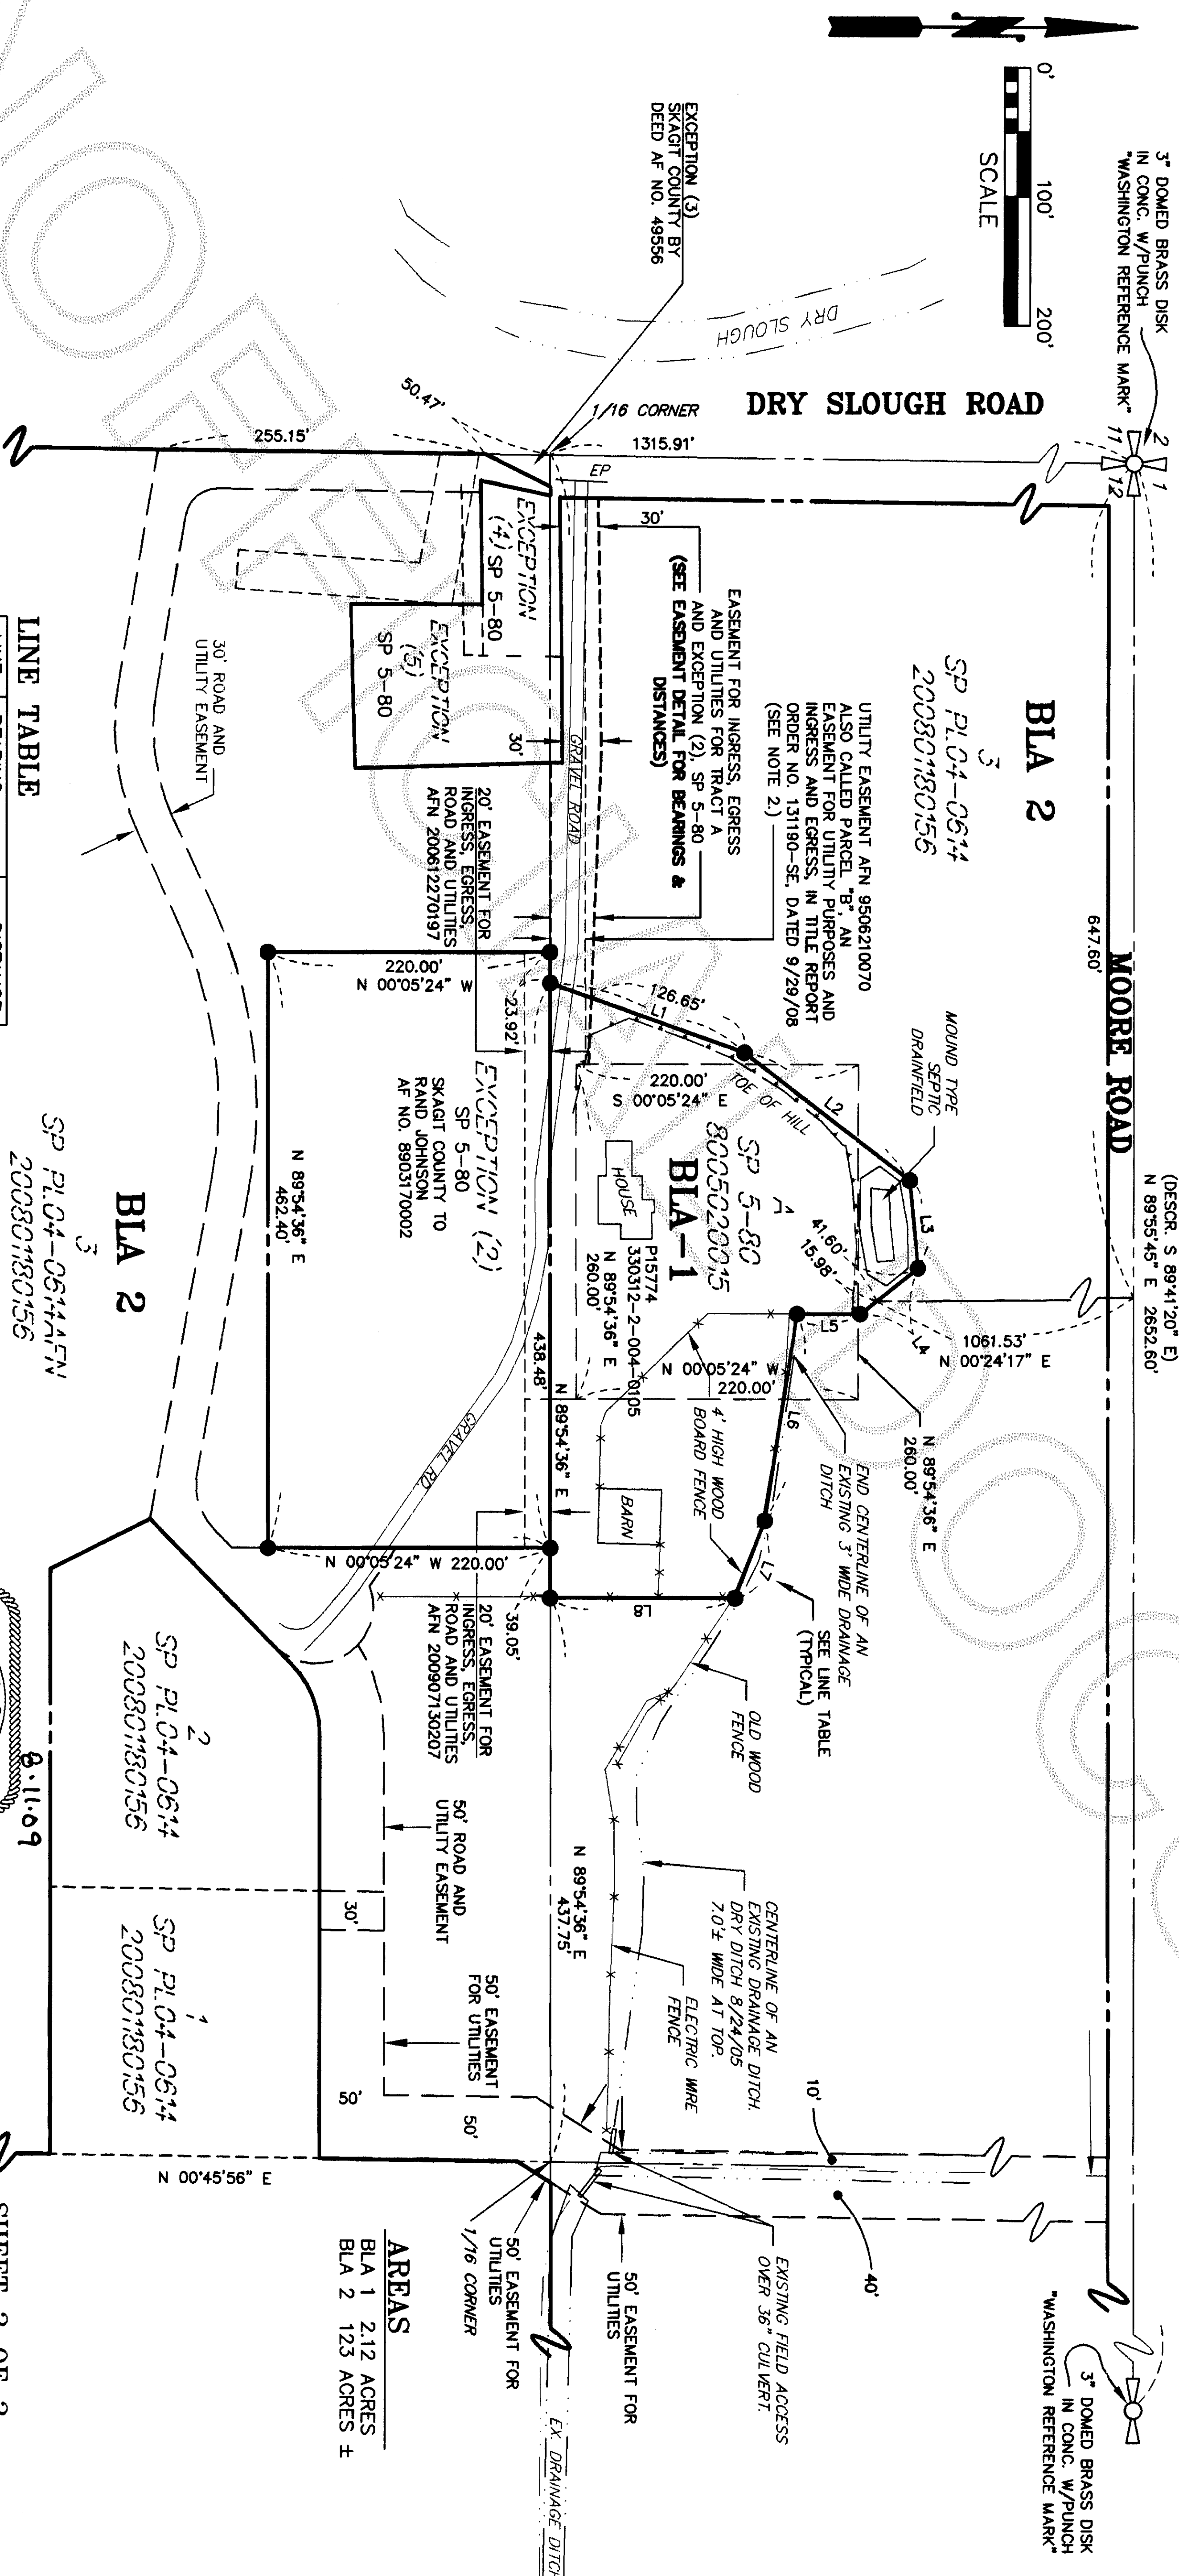 3" DOMED BRASS DISK
IN CONC. W/PUNCH
"WASHINGTON REFERENCE MARK"
2
1
11
12
0'
100'
200'
SCALE
DRY SLOUGH ROAD
DRY SLOUGH
MOORE ROAD
(DESCR. S 89°41'20" E)
N 89°55'45" E 2652.60'
647.60'
3" DOMED BRASS DISK
IN CONC. W/PUNCH
"WASHINGTON REFERENCE MARK"
BLA 2
3
SP PL04-0614
200801180156
EXCEPTION (3)
SKAGIT COUNTY BY
DEED AF NO. 49556
50.47'
1/16 CORNER
1315.91'
255.15'
EP
30'
EASEMENT FOR INGRESS, EGRESS
AND UTILITIES FOR TRACT A
AND EXCEPTION (2), SP 5-80
(SEE EASEMENT DETAIL FOR BEARINGS &
DISTANCES)
UTILITY EASEMENT AFN 9506210070
ALSO CALLED PARCEL "B", AN
EASEMENT FOR UTILITIY PURPOSES AND
INGRESS AND EGRESS, IN TITLE REPORT
ORDER NO. 131190-SE, DATED 9/29/08
(SEE NOTE 2.)
MOUND TYPE
SEPTIC
DRAINFIELD
126.65'
L1
L2
L3
L4
L5
L6
L7
L8
TOE OF HILL
220.00'
S 00°05'24" E
41.60'
15.98'
1061.53'
N 00°24'17" E
N 89°54'36" E
260.00'
END CENTERLINE OF AN
EXISTING 3' WIDE DRAINAGE
DITCH
SEE LINE TABLE
(TYPICAL)
SP 5-80
A
8005020015
BLA-1
HOUSE
P15774
330312-2-004-0105
N 89°54'36" E
260.00'
N 00°05'24" W
220.00'
4' HIGH WOOD
BOARD FENCE
BARN
OLD WOOD
FENCE
CENTERLINE OF AN
EXISTING DRAINAGE DITCH.
DRY DITCH 8/24/05
7.0'± WIDE AT TOP.
ELECTRIC WIRE
FENCE
10'
40'
EXISTING FIELD ACCESS
OVER 36" CULVERT.
50' EASEMENT FOR
UTILITIES
50' EASEMENT FOR
UTILITIES
1/16 CORNER
EX. DRAINAGE DITCH
EXCEPTION
(4) SP 5-80
EXCEPTION
(5)
SP 5-80
30'
GRAVEL ROAD
20' EASEMENT FOR
INGRESS, EGRESS,
ROAD AND UTILITIES
AFN 200612270197
220.00'
N 00°05'24" W
23.92'
EXCEPTION (2)
SP 5-80
SKAGIT COUNTY TO
RAND JOHNSON
AF NO. 8903170002
438.48'
N 89°54'36" E
GRAVEL RD.
N 89°54'36" E
462.40'
N 00°05'24" W 220.00'
39.05'
20' EASEMENT FOR
INGRESS, EGRESS,
ROAD AND UTILITIES
AFN 200907130207
N 89°54'36" E
437.75'
50' ROAD AND
UTILITY EASEMENT
50' EASEMENT
FOR UTILITIES
30'
50'
50'
30' ROAD AND
UTILITY EASEMENT
BLA 2
3
SP PL04-0614AFN
200801180156
2
SP PL04-0614
200801180156
1
SP PL04-0614
200801180156
N 00°45'56" E
AREAS
BLA 1 2.12 ACRES
BLA 2 123 ACRES ±
LINE TABLE
8-11-09